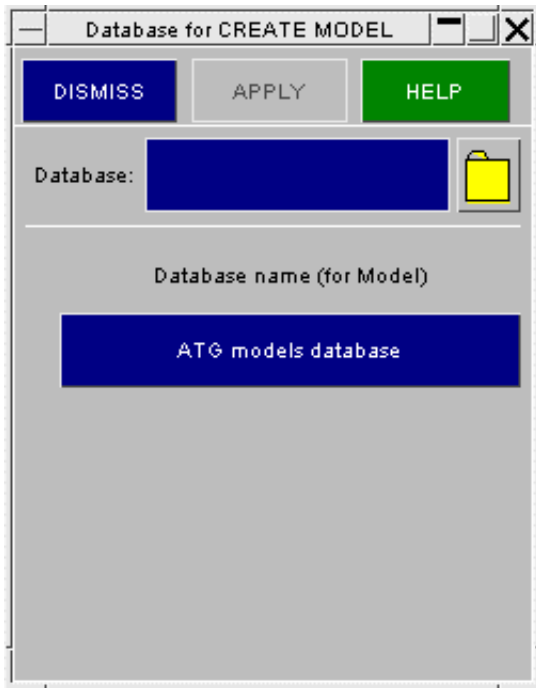 Database for CREATE MODEL
DISMISS APPLY HELP
Database:
Database name (for Model)
ATG models database